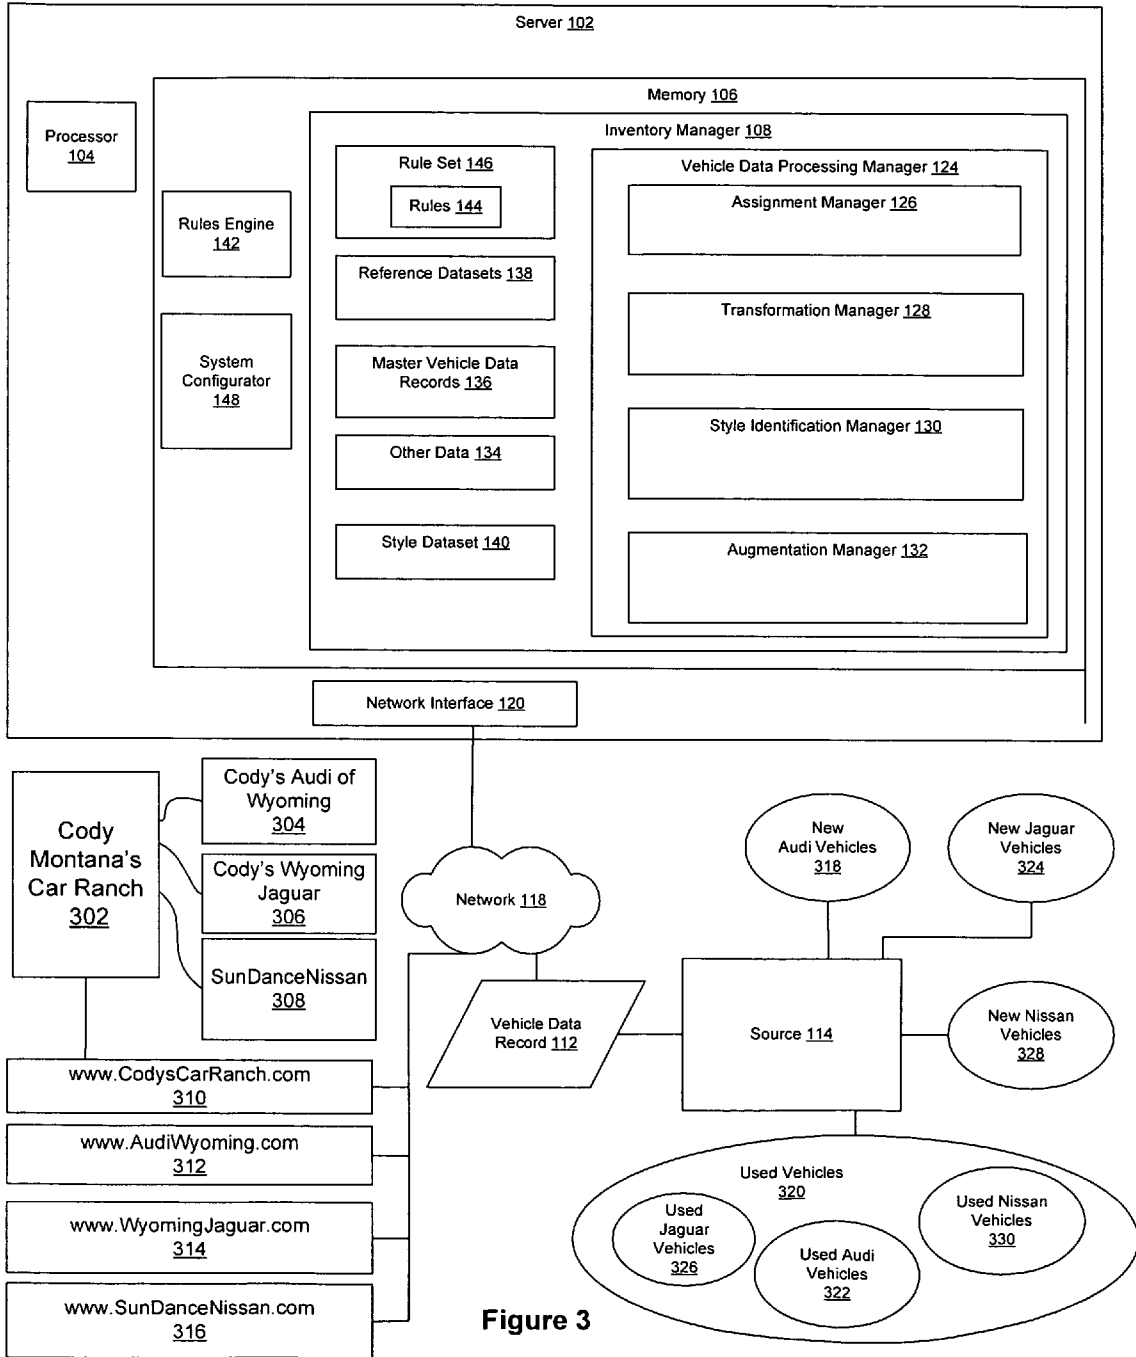 Server 102
Memory 106
Processor
104
Inventory Manager 108
Rule Set 146
Rules 144
Vehicle Data Processing Manager 124
Assignment Manager 126
Rules Engine
142
Reference Datasets 138
Transformation Manager 128
System
Configurator
148
Master Vehicle Data
Records 136
Style Identification Manager 130
Other Data 134
Style Dataset 140
Augmentation Manager 132
Network Interface 120
Cody
Montana's
Car Ranch
302
Cody's Audi of
Wyoming
304
Cody's Wyoming
Jaguar
306
SunDanceNissan
308
Network 118
New
Audi Vehicles
318
New Jaguar
Vehicles
324
Vehicle Data
Record 112
Source 114
New Nissan
Vehicles
328
www.CodysCarRanch.com
310
www.AudiWyoming.com
312
www.WyomingJaguar.com
314
www.SunDanceNissan.com
316
Used Vehicles
320
Used
Jaguar
Vehicles
326
Used Audi
Vehicles
322
Used Nissan
Vehicles
330
Figure 3